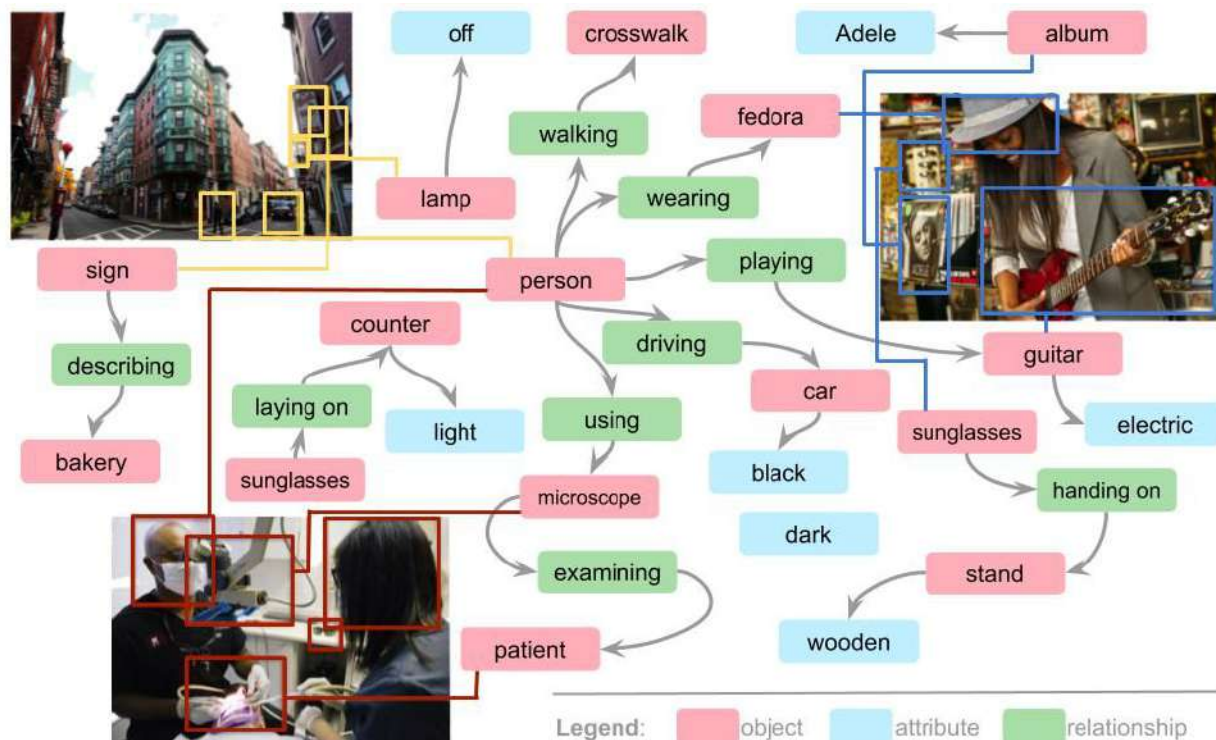 off
crosswalk
Adele
album
walking
fedora
lamp
wearing
sign
person
playing
counter
driving
guitar
describing
car
laying on
using
light
sunglasses
electric
bakery
sunglasses
black
microscope
handing on
dark
examining
stand
patient
wooden
Legend:
object
attribute
relationship